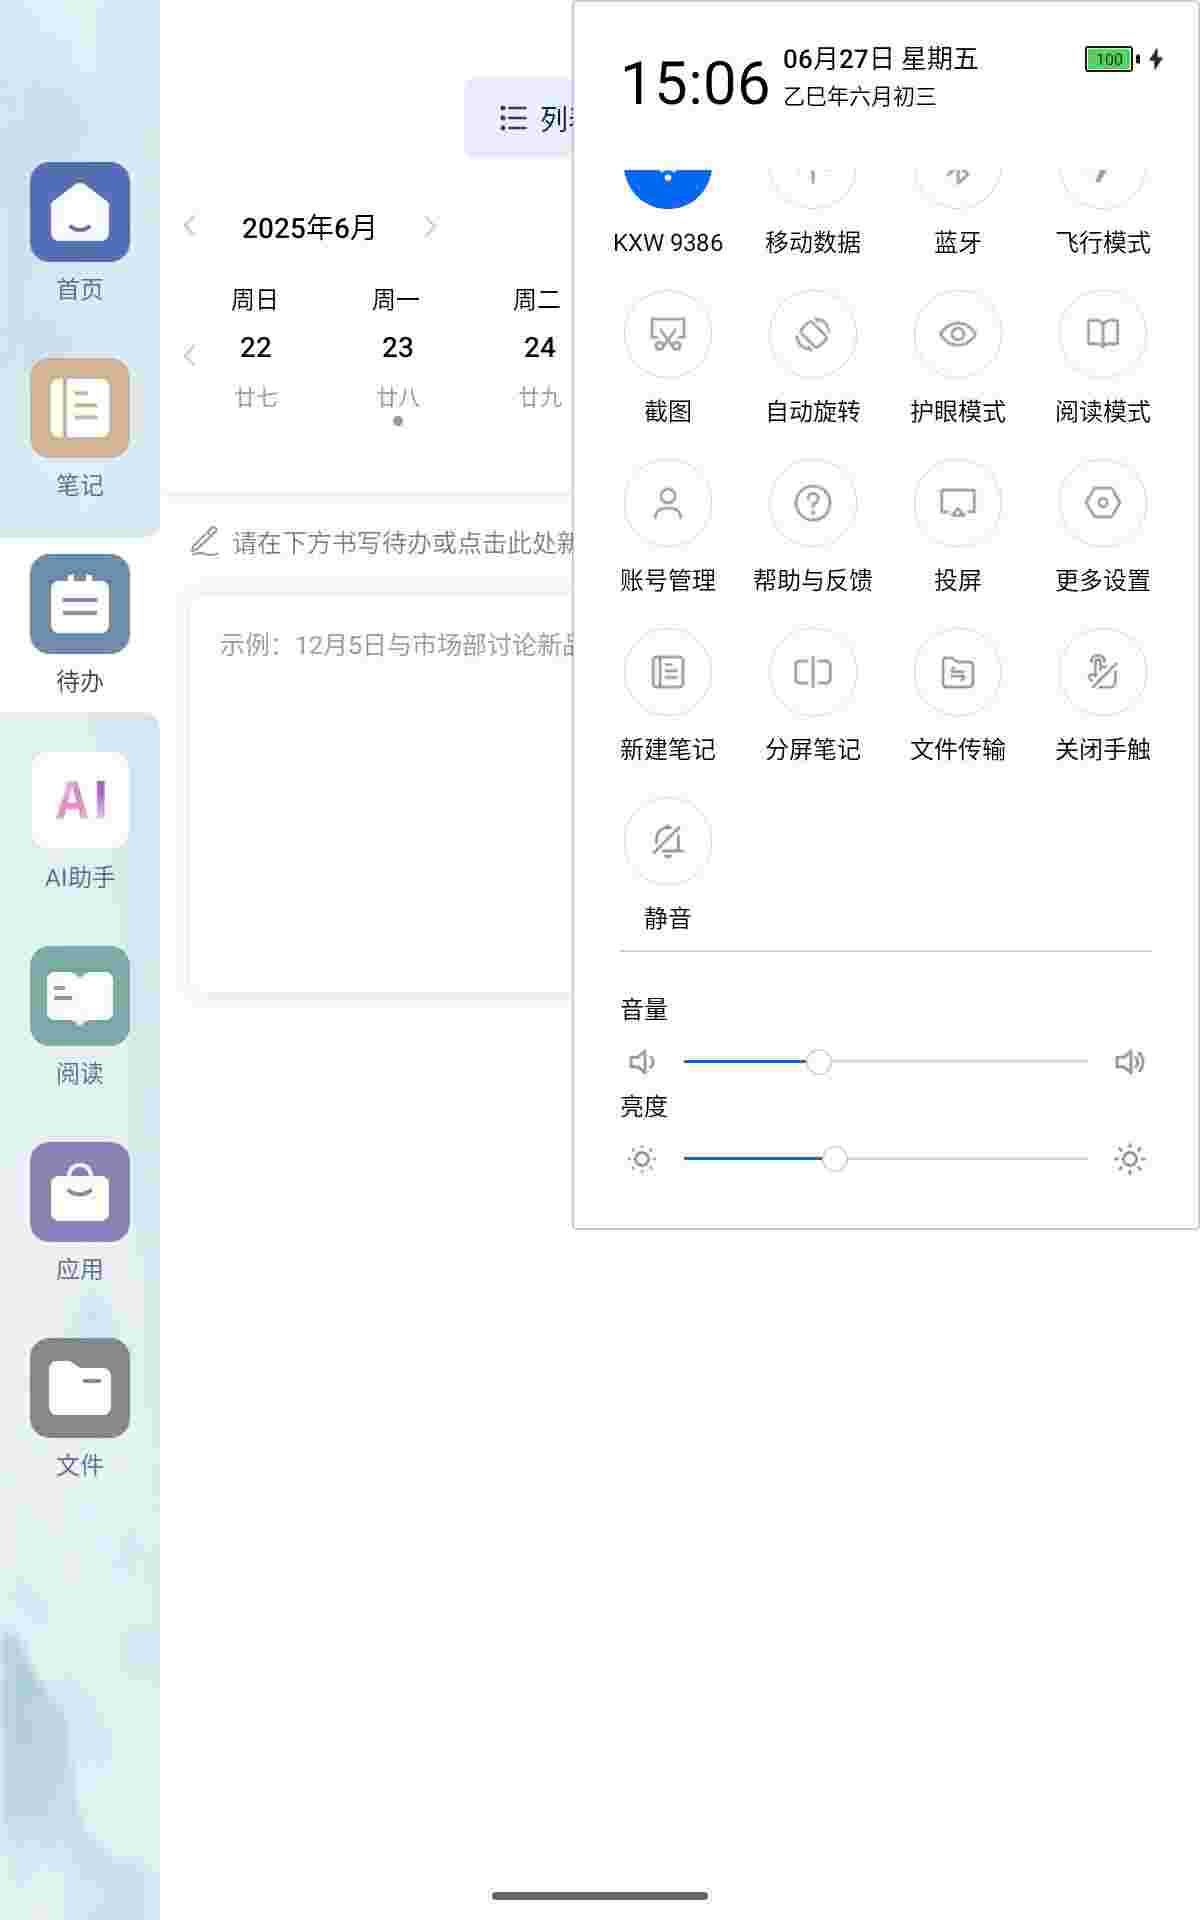 首页
笔记
待办
AI
AI助手
阅读
应用
文件
2025年6月
周日 周一 周二
22 23 24
廿七 廿八 廿九
请在下方书写待办或点击此处
示例：12月5日与市场部讨论新
15:06
06月27日 星期五
乙巳年六月初三
100
KXW 9386 移动数据 蓝牙 飞行模式
截图 自动旋转 护眼模式 阅读模式
账号管理 帮助与反馈 投屏 更多设置
新建笔记 分屏笔记 文件传输 关闭手触
静音
音量
亮度